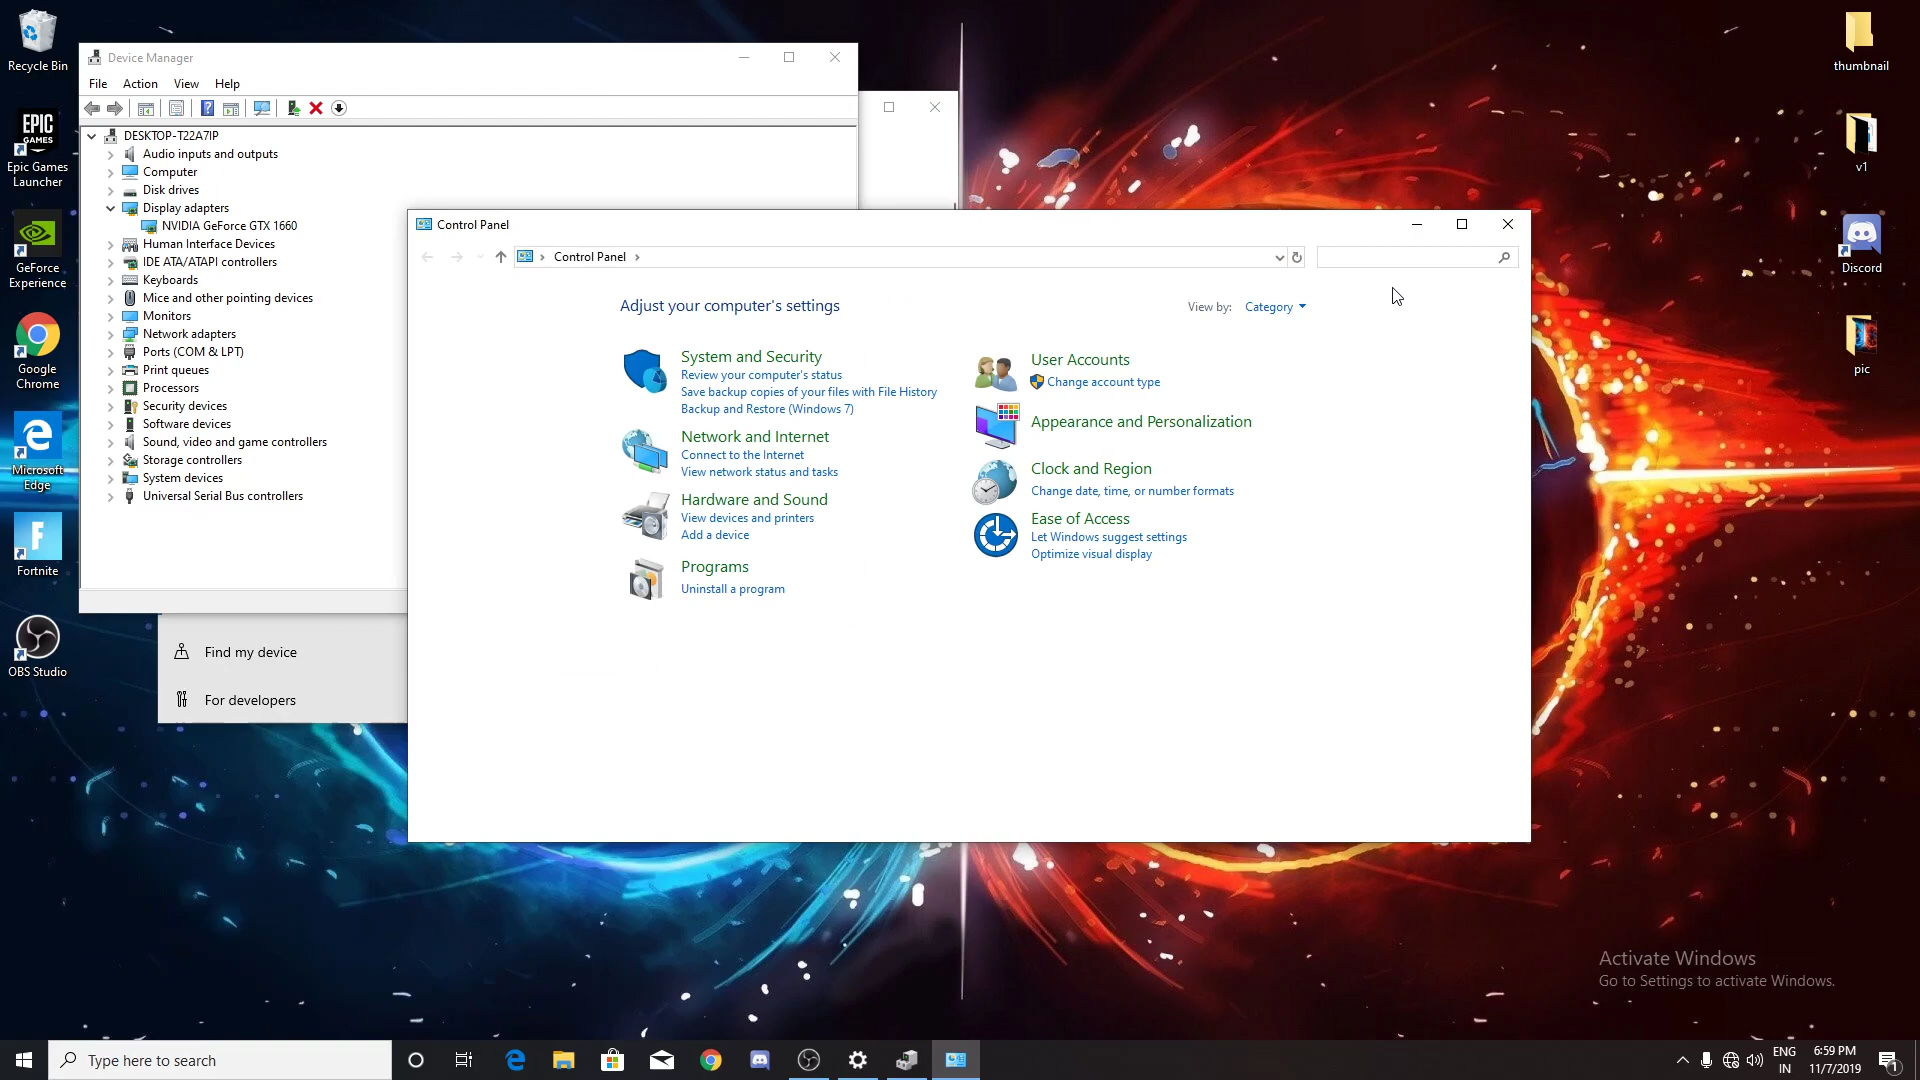 Recycle Bin
Epic Games
Launcher
GeForce
Experience
Google
Chrome
Microsoft
Edge
Fortnite
OBS Studio
Device Manager
File Action View Help
DESKTOP-T22A7IP
Audio inputs and outputs
Computer
Disk drives
Display adapters
NVIDIA GeForce GTX 1660
Human Interface Devices
IDE ATA/ATAPI controllers
Keyboards
Mice and other pointing devices
Monitors
Network adapters
Ports (COM & LPT)
Print queues
Processors
Security devices
Software devices
Sound, video and game controllers
Storage controllers
System devices
Universal Serial Bus controllers
Find my device
For developers
Control Panel
Control Panel
Adjust your computer's settings
View by: Category
System and Security
Review your computer's status
Save backup copies of your files with File History
Backup and Restore (Windows 7)
Network and Internet
Connect to the Internet
View network status and tasks
Hardware and Sound
View devices and printers
Add a device
Programs
Uninstall a program
User Accounts
Change account type
Appearance and Personalization
Clock and Region
Change date, time, or number formats
Ease of Access
Let Windows suggest settings
Optimize visual display
thumbnail
v1
Discord
pic
Activate Windows
Go to Settings to activate Windows.
Type here to search
ENG
IN
6:59 PM
11/7/2019
1
EPIC
GAMES